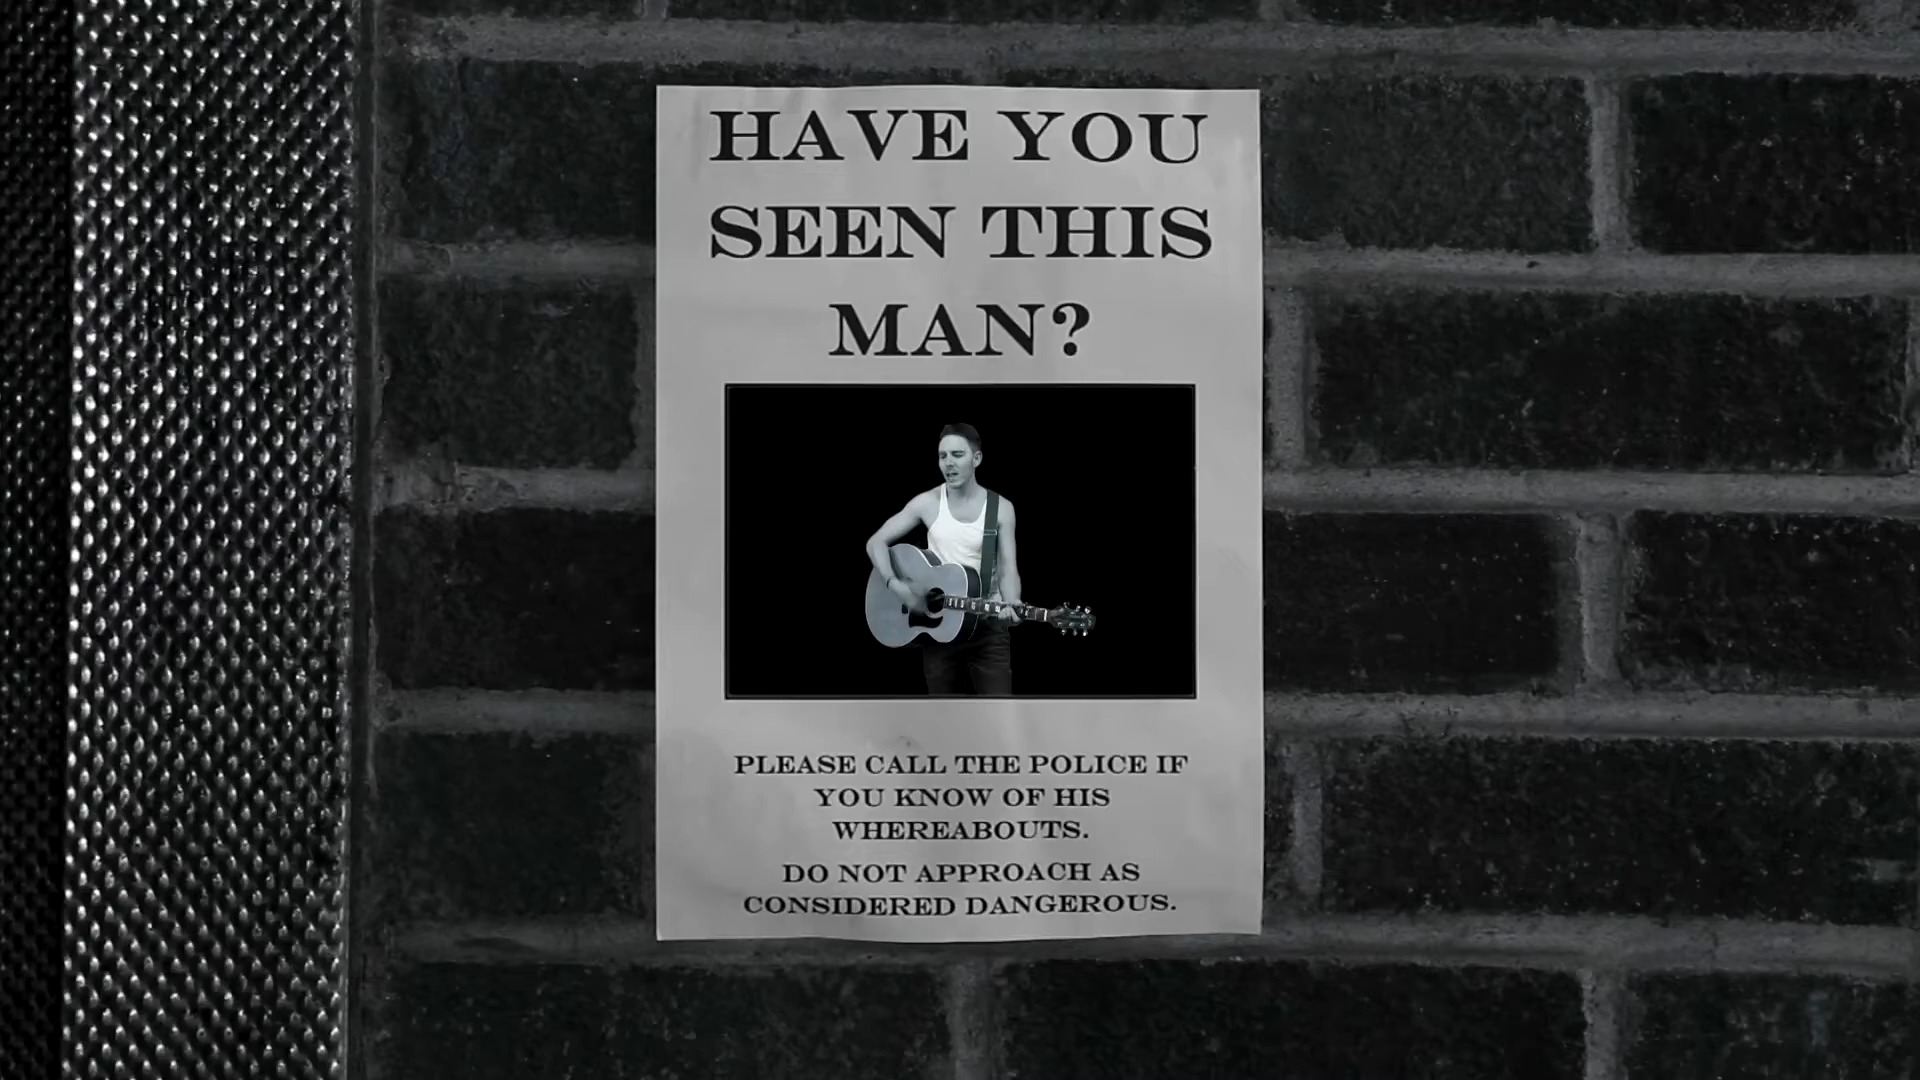 HAVE YOU
SEEN THIS
MAN?
PLEASE CALL THE POLICE IF
YOU KNOW OF HIS
WHEREABOUTS.
DO NOT APPROACH AS
CONSIDERED DANGEROUS.